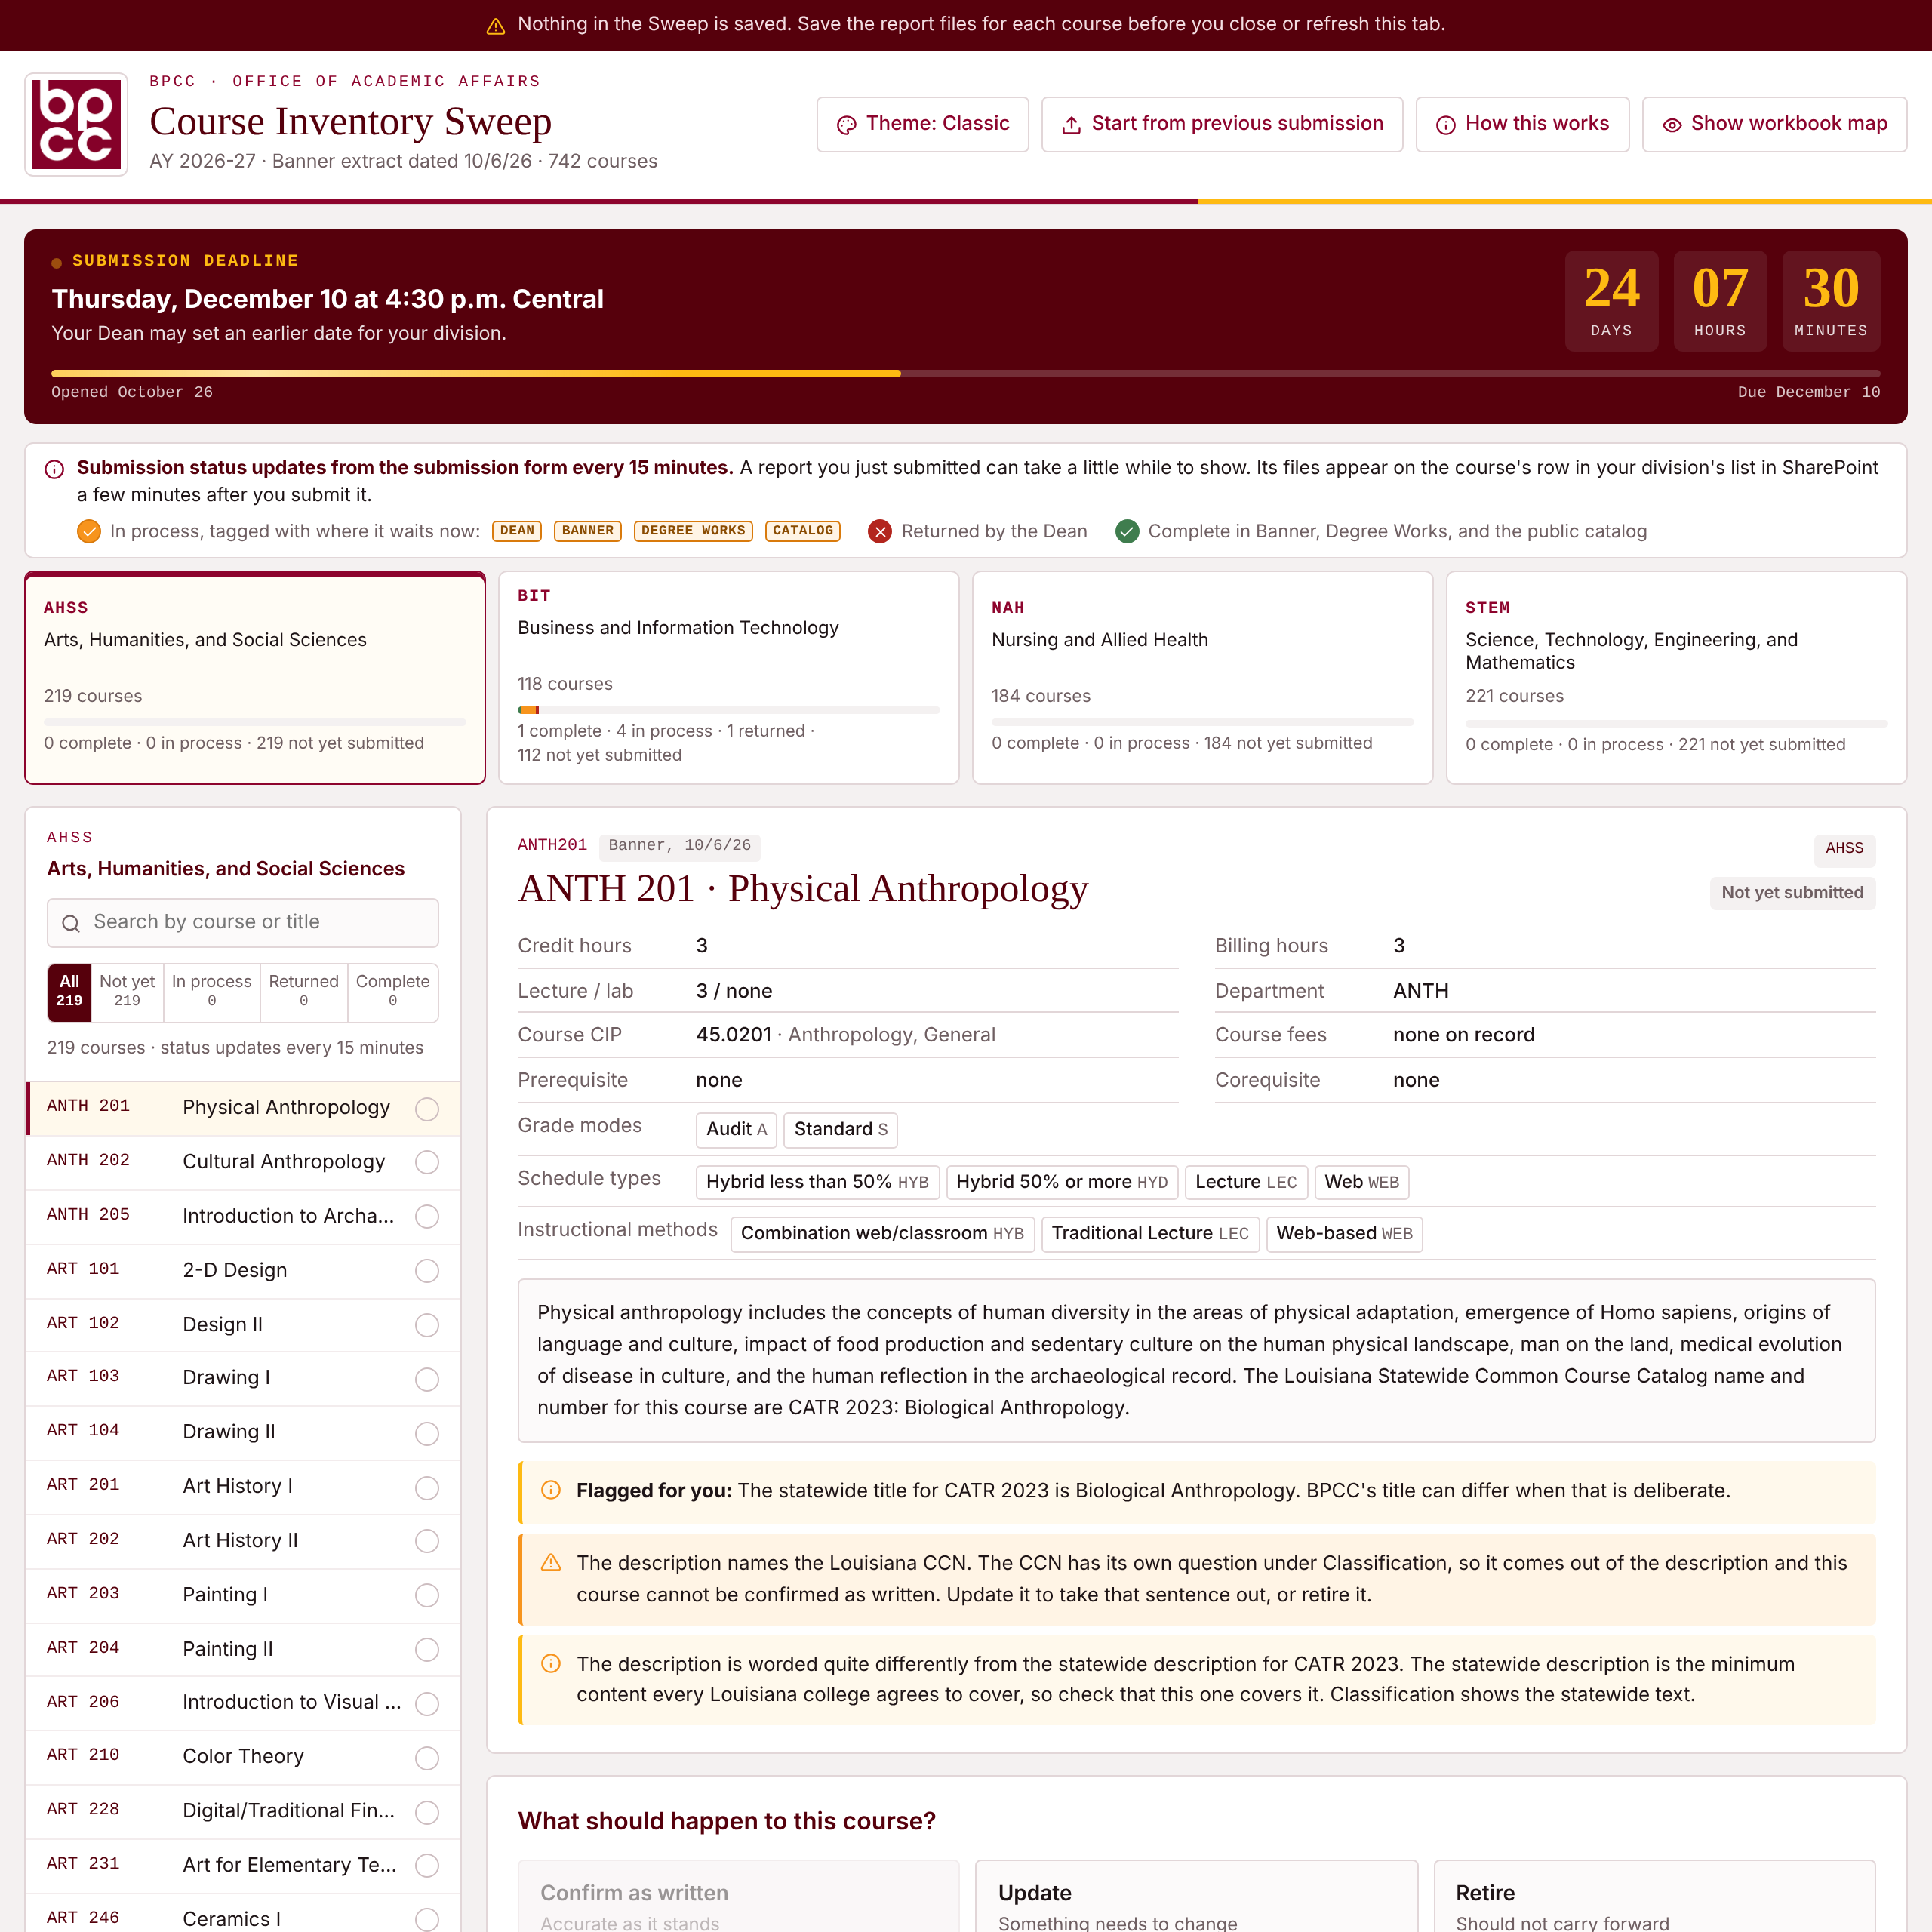 Nothing in the Sweep is saved. Save the report files for each course before you close or refresh this tab.
bp
cc
BPCC · OFFICE OF ACADEMIC AFFAIRS
Course Inventory Sweep
AY 2026-27 · Banner extract dated 10/6/26 · 742 courses
Theme: Classic
Start from previous submission
How this works
Show workbook map
SUBMISSION DEADLINE
Thursday, December 10 at 4:30 p.m. Central
Your Dean may set an earlier date for your division.
24
DAYS
07
HOURS
30
MINUTES
Opened October 26
Due December 10
Submission status updates from the submission form every 15 minutes. A report you just submitted can take a little while to show. Its files appear on the course's row in your division's list in SharePoint
a few minutes after you submit it.
In process, tagged with where it waits now: DEAN BANNER DEGREE WORKS CATALOG Returned by the Dean Complete in Banner, Degree Works, and the public catalog
AHSS
Arts, Humanities, and Social Sciences
219 courses
0 complete · 0 in process · 219 not yet submitted
BIT
Business and Information Technology
118 courses
1 complete · 4 in process · 1 returned ·
112 not yet submitted
NAH
Nursing and Allied Health
184 courses
0 complete · 0 in process · 184 not yet submitted
STEM
Science, Technology, Engineering, and
Mathematics
221 courses
0 complete · 0 in process · 221 not yet submitted
AHSS
Arts, Humanities, and Social Sciences
Search by course or title
All 219
Not yet 219
In process 0
Returned 0
Complete 0
219 courses · status updates every 15 minutes
ANTH 201 Physical Anthropology
ANTH 202 Cultural Anthropology
ANTH 205 Introduction to Archa...
ART 101 2-D Design
ART 102 Design II
ART 103 Drawing I
ART 104 Drawing II
ART 201 Art History I
ART 202 Art History II
ART 203 Painting I
ART 204 Painting II
ART 206 Introduction to Visual ...
ART 210 Color Theory
ART 228 Digital/Traditional Fin...
ART 231 Art for Elementary Te...
ART 246 Ceramics I
ANTH201 Banner, 10/6/26
AHSS
ANTH 201 · Physical Anthropology
Not yet submitted
Credit hours 3
Billing hours 3
Lecture / lab 3 / none
Department ANTH
Course CIP 45.0201 · Anthropology, General
Course fees none on record
Prerequisite none
Corequisite none
Grade modes Audit A Standard S
Schedule types Hybrid less than 50% HYB Hybrid 50% or more HYD Lecture LEC Web WEB
Instructional methods Combination web/classroom HYB Traditional Lecture LEC Web-based WEB
Physical anthropology includes the concepts of human diversity in the areas of physical adaptation, emergence of Homo sapiens, origins of
language and culture, impact of food production and sedentary culture on the human physical landscape, man on the land, medical evolution
of disease in culture, and the human reflection in the archaeological record. The Louisiana Statewide Common Course Catalog name and
number for this course are CATR 2023: Biological Anthropology.
Flagged for you: The statewide title for CATR 2023 is Biological Anthropology. BPCC's title can differ when that is deliberate.
The description names the Louisiana CCN. The CCN has its own question under Classification, so it comes out of the description and this
course cannot be confirmed as written. Update it to take that sentence out, or retire it.
The description is worded quite differently from the statewide description for CATR 2023. The statewide description is the minimum
content every Louisiana college agrees to cover, so check that this one covers it. Classification shows the statewide text.
What should happen to this course?
Confirm as written
Accurate as it stands
Update
Something needs to change
Retire
Should not carry forward